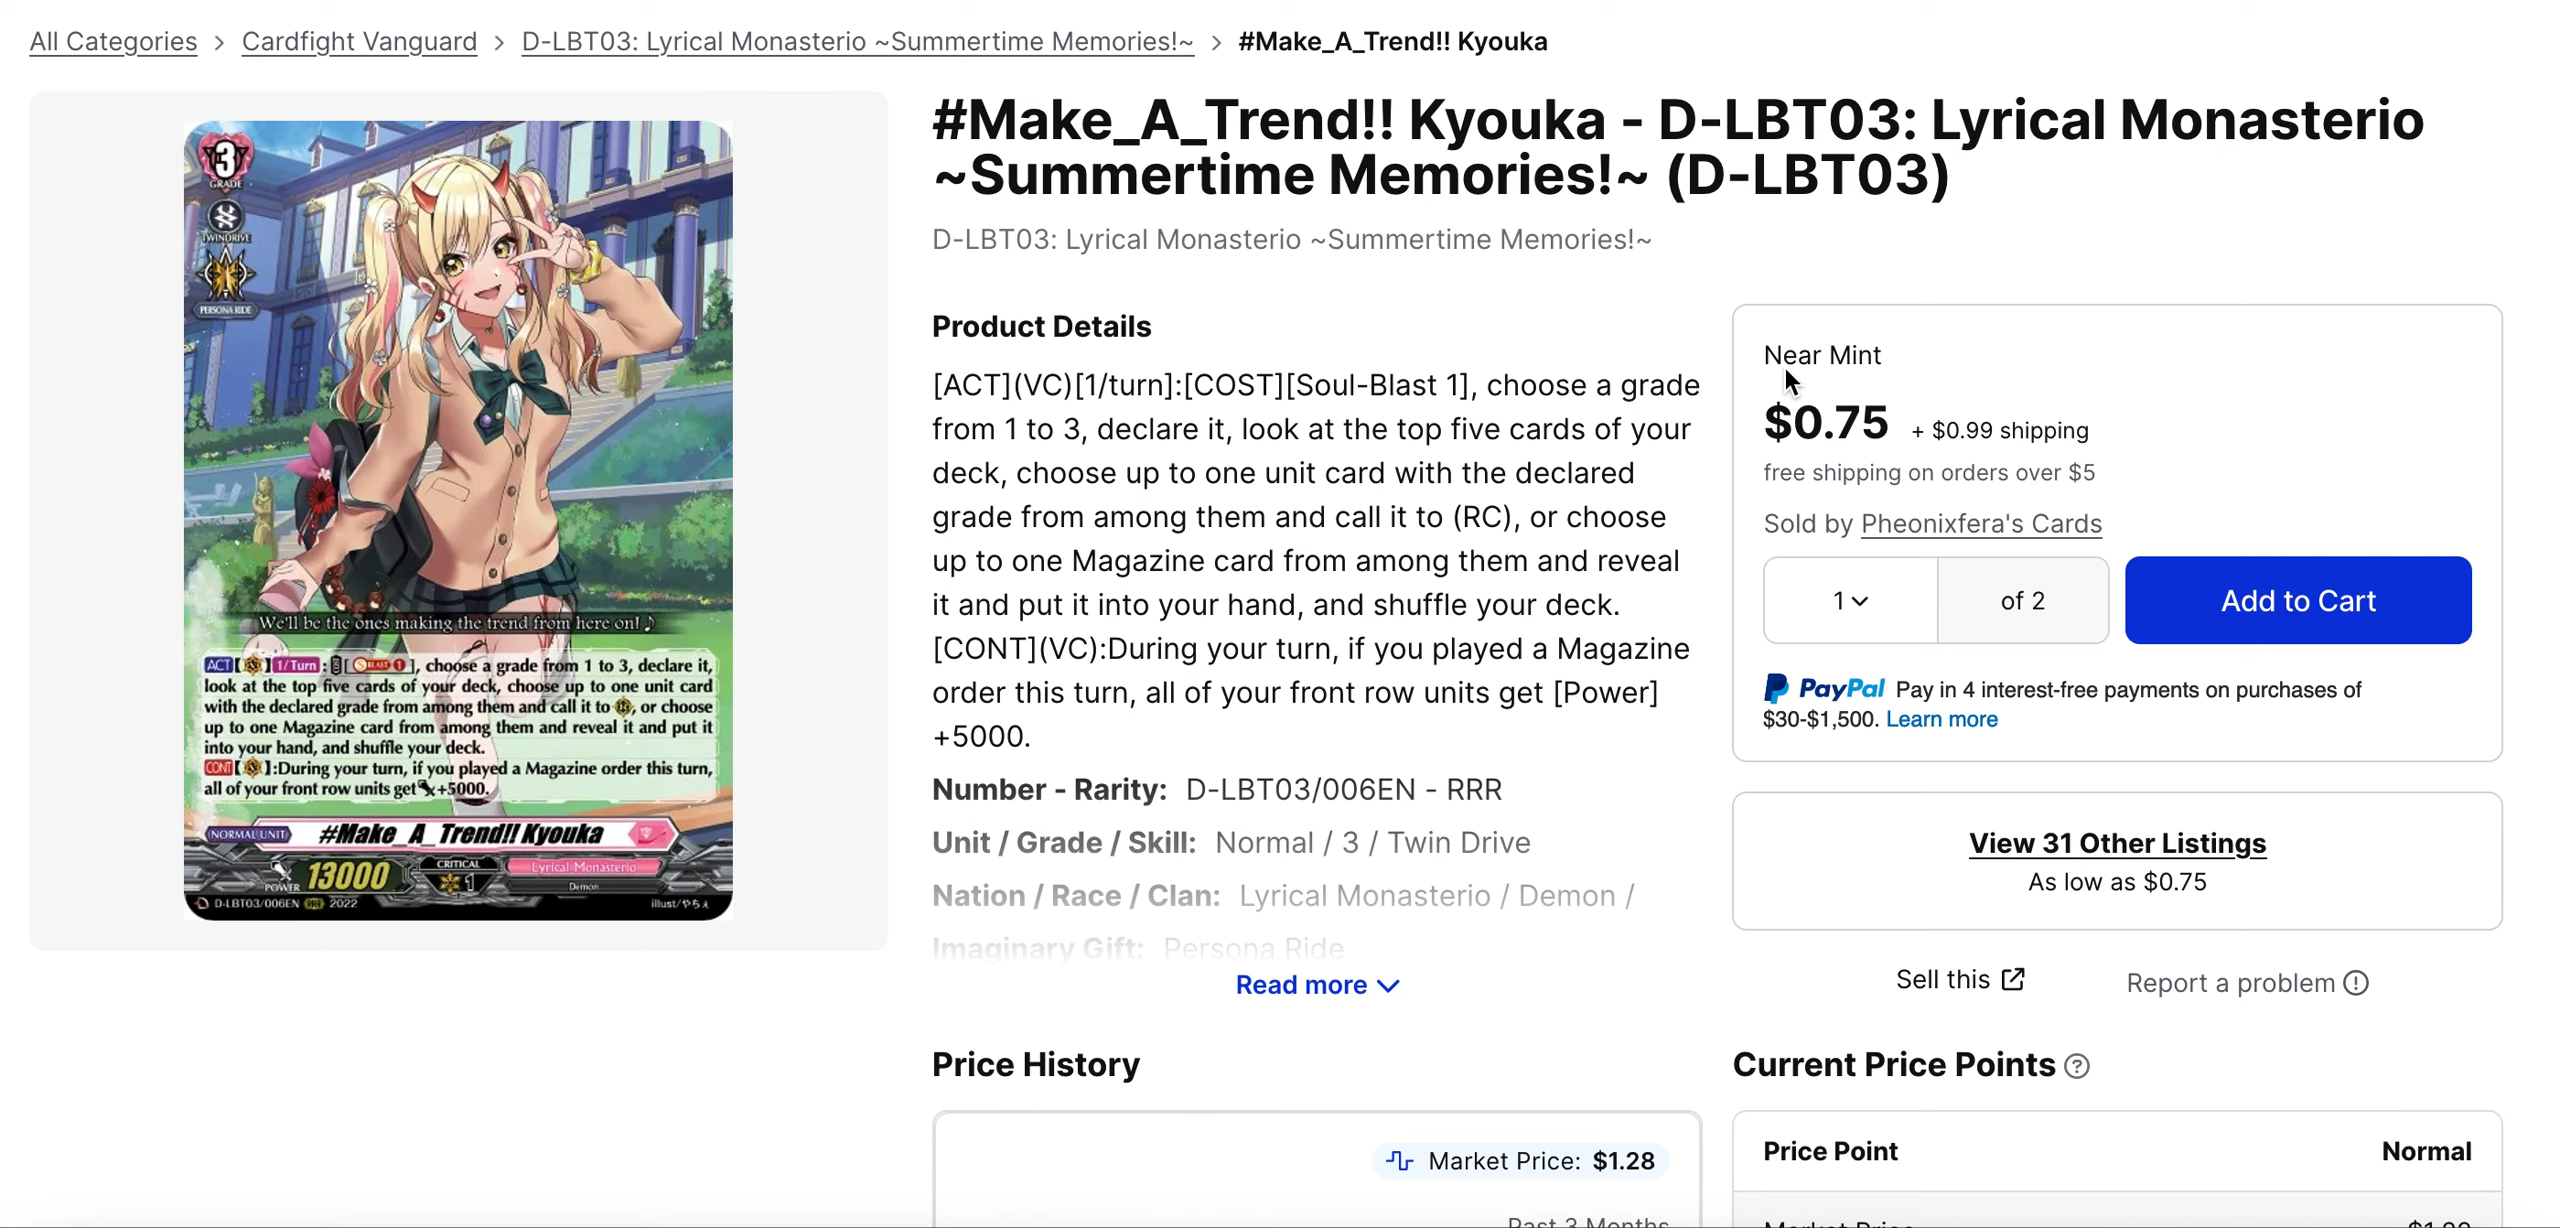 All Categories > Cardfight Vanguard > D-LBT03: Lyrical Monasterio ~Summertime Memories!~ > #Make_A_Trend!! Kyouka
3
GRADE
TWINDRIVE
PERSONA RIDE
We'll be the ones making the trend from here on!♪
ACT【】1/Turn:[SBLAST 1], choose a grade from 1 to 3, declare it,
look at the top five cards of your deck, choose up to one unit card
with the declared grade from among them and call it to , or choose
up to one Magazine card from among them and reveal it and put it
into your hand, and shuffle your deck.
CONT【】:During your turn, if you played a Magazine order this turn,
all of your front row units get +5000.
NORMAL UNIT #Make_A_Trend!! Kyouka
POWER 13000 CRITICAL 1 Lyrical Monasterio
Demon
D-LBT03/006EN RRR 2022 illust/やちぇ
#Make_A_Trend!! Kyouka - D-LBT03: Lyrical Monasterio
~Summertime Memories!~ (D-LBT03)
D-LBT03: Lyrical Monasterio ~Summertime Memories!~
Product Details
[ACT](VC)[1/turn]:[COST][Soul-Blast 1], choose a grade
from 1 to 3, declare it, look at the top five cards of your
deck, choose up to one unit card with the declared
grade from among them and call it to (RC), or choose
up to one Magazine card from among them and reveal
it and put it into your hand, and shuffle your deck.
[CONT](VC):During your turn, if you played a Magazine
order this turn, all of your front row units get [Power]
+5000.
Number - Rarity: D-LBT03/006EN - RRR
Unit / Grade / Skill: Normal / 3 / Twin Drive
Nation / Race / Clan: Lyrical Monasterio / Demon /
Imaginary Gift: Persona Ride
Read more
Near Mint
$0.75 + $0.99 shipping
free shipping on orders over $5
Sold by Pheonixfera's Cards
1 of 2 Add to Cart
PayPal Pay in 4 interest-free payments on purchases of
$30-$1,500. Learn more
View 31 Other Listings
As low as $0.75
Sell this Report a problem
Price History
Market Price: $1.28
Past 3 Months
Current Price Points
Price Point Normal
Market Price